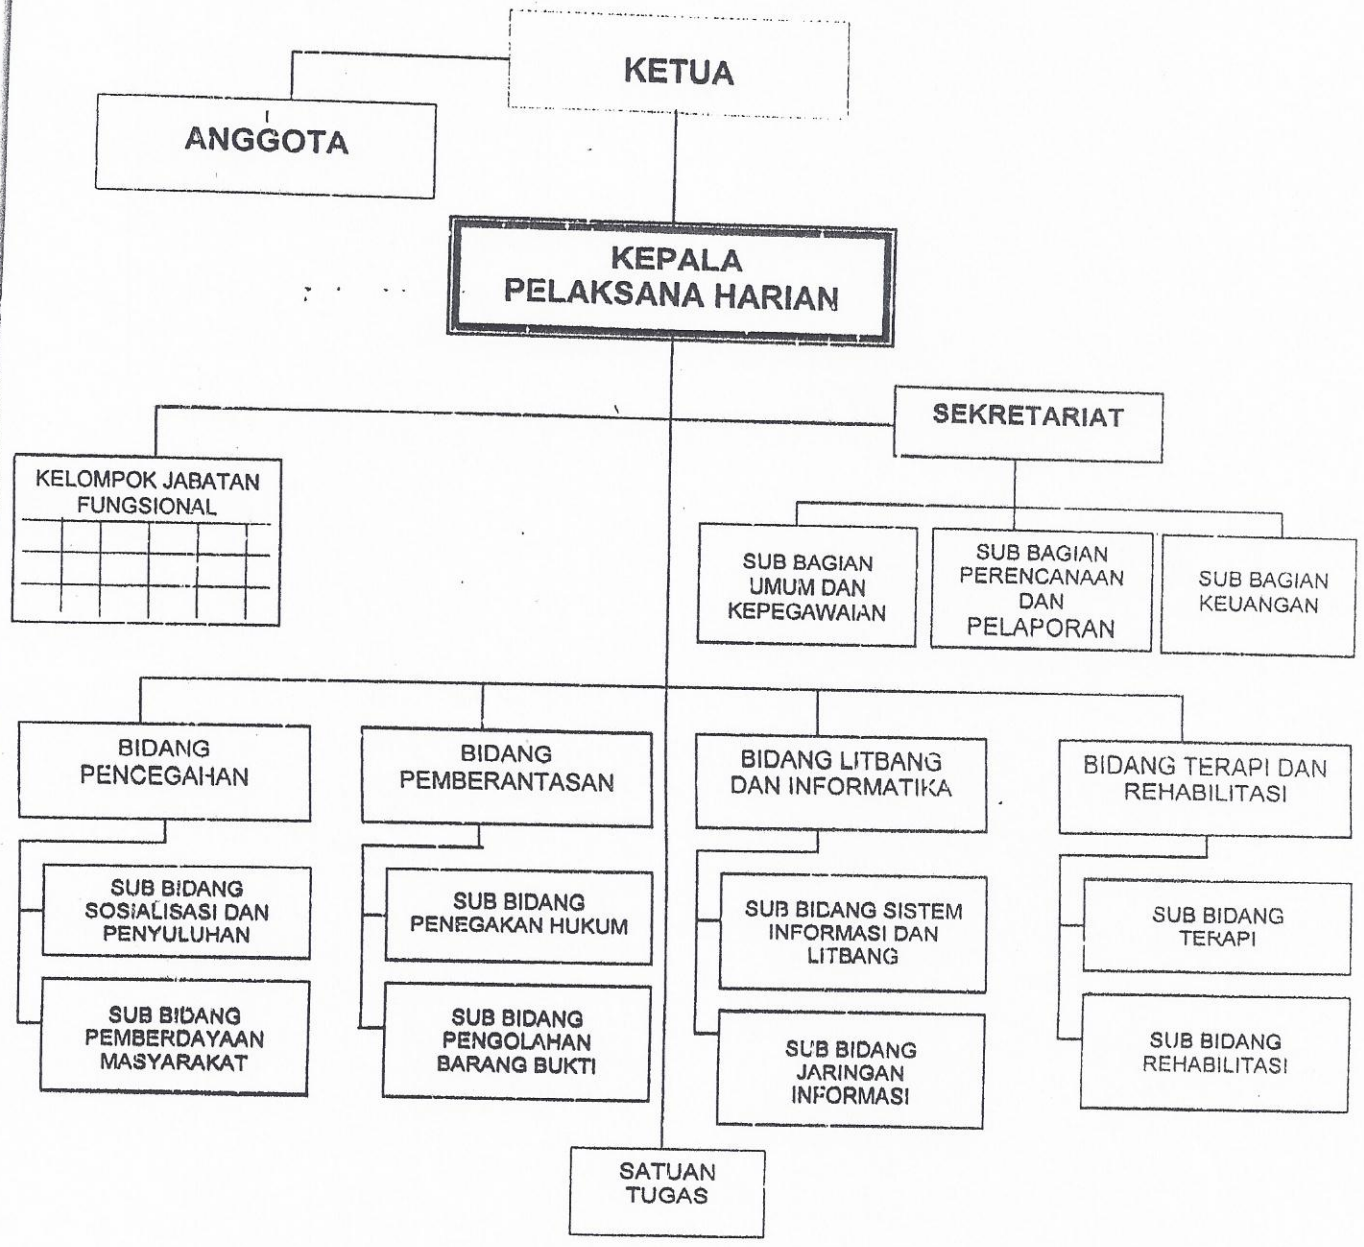 KETUA
ANGGOTA
KEPALA
PELAKSANA HARIAN
SEKRETARIAT
KELOMPOK JABATAN
FUNGSIONAL
SUB BAGIAN
UMUM DAN
KEPEGAWAIAN
SUB BAGIAN
PERENCANAAN
DAN
PELAPORAN
SUB BAGIAN
KEUANGAN
BIDANG
PENCEGAHAN
BIDANG
PEMBERANTASAN
BIDANG LITBANG
DAN INFORMATIKA
BIDANG TERAPI DAN
REHABILITASI
SUB BIDANG
SOSIALISASI DAN
PENYULUHAN
SUB BIDANG
PENEGAKAN HUKUM
SUB BIDANG SISTEM
INFORMASI DAN
LITBANG
SUB BIDANG
TERAPI
SUB BIDANG
PEMBERDAYAAN
MASYARAKAT
SUB BIDANG
PENGOLAHAN
BARANG BUKTI
SUB BIDANG
JARINGAN
INFORMASI
SUB BIDANG
REHABILITASI
SATUAN
TUGAS